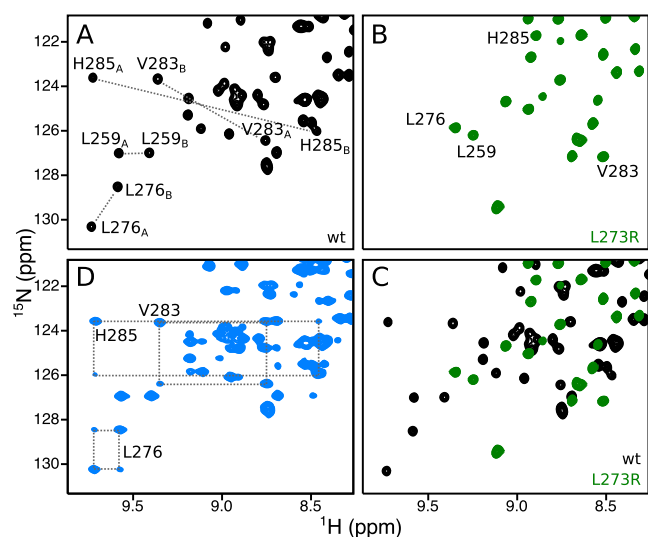 A
H285A
V283B
L259A L259B
V283A
H285B
L276B
L276A
wt
122
124
126
128
130
B
H285
L276
L259
V283
L273R
D
V283
H285
L276
122
124
126
128
130
9.5 9.0 8.5
C
wt
L273R
9.5 9.0 8.5
15N (ppm)
1H (ppm)